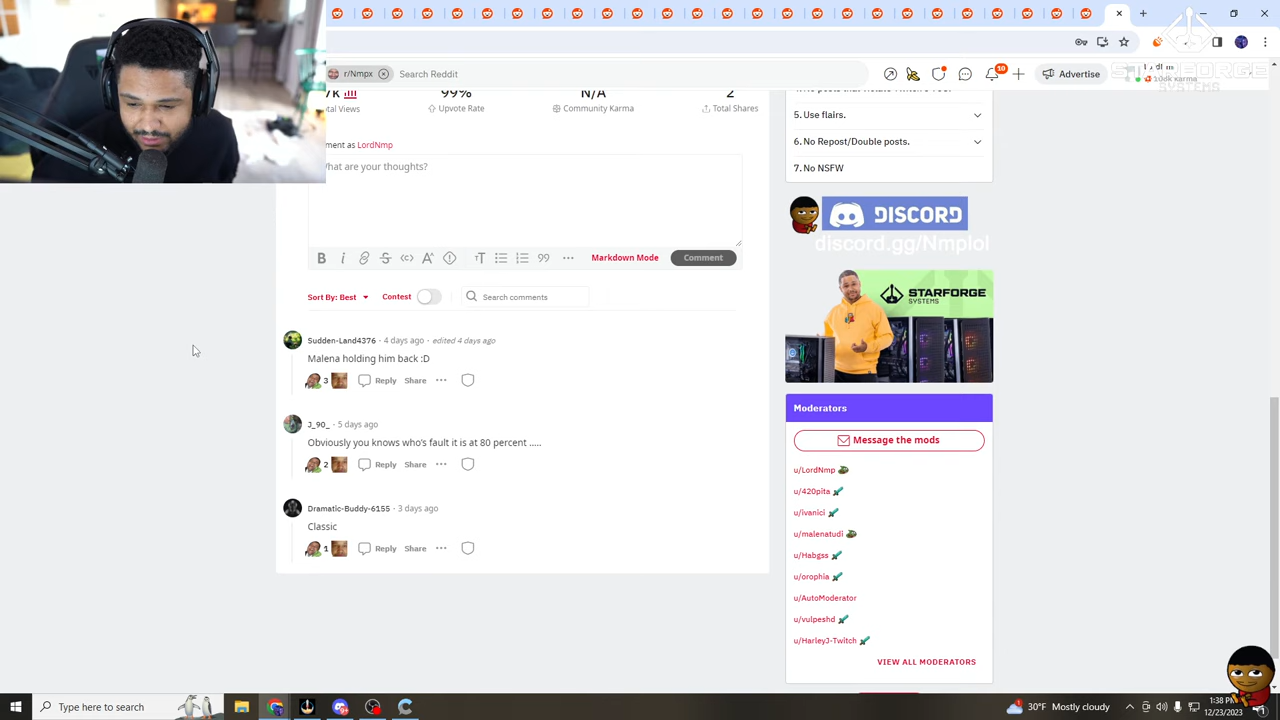 r/Nmpx
Search Reddit
10
Advertise
100k karma
STARFORGE
SYSTEMS
99%
N/A
2
Upvote Rate
Community Karma
Total Shares
LordNmp
What are your thoughts?
Markdown Mode
Comment
Sort By: Best
Contest
Search comments
Sudden-Land4376 · 4 days ago · edited 4 days ago
Malena holding him back :D
3 Reply Share ···
J_90_ · 5 days ago
Obviously you knows who's fault it is at 80 percent .....
2 Reply Share ···
Dramatic-Buddy-6155 · 3 days ago
Classic
1 Reply Share ···
5. Use flairs.
6. No Repost/Double posts.
7. No NSFW
DISCORD
discord.gg/Nmplol
STARFORGE
SYSTEMS
Moderators
Message the mods
u/LordNmp
u/420pita
u/ivanici
u/malenatudi
u/Habgss
u/orophia
u/AutoModerator
u/vulpeshd
u/HarleyJ-Twitch
VIEW ALL MODERATORS
Type here to search
30°F Mostly cloudy
1:38 PM
12/23/2023